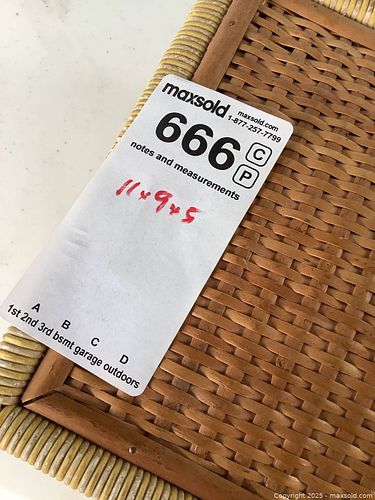 maxsold maxsold.com
1-877-257-7799
666 C
P
notes and measurements
11x9x5
A B C D
1st 2nd 3rd bsmt garage outdoors
Copyright 2025 - maxsold.com